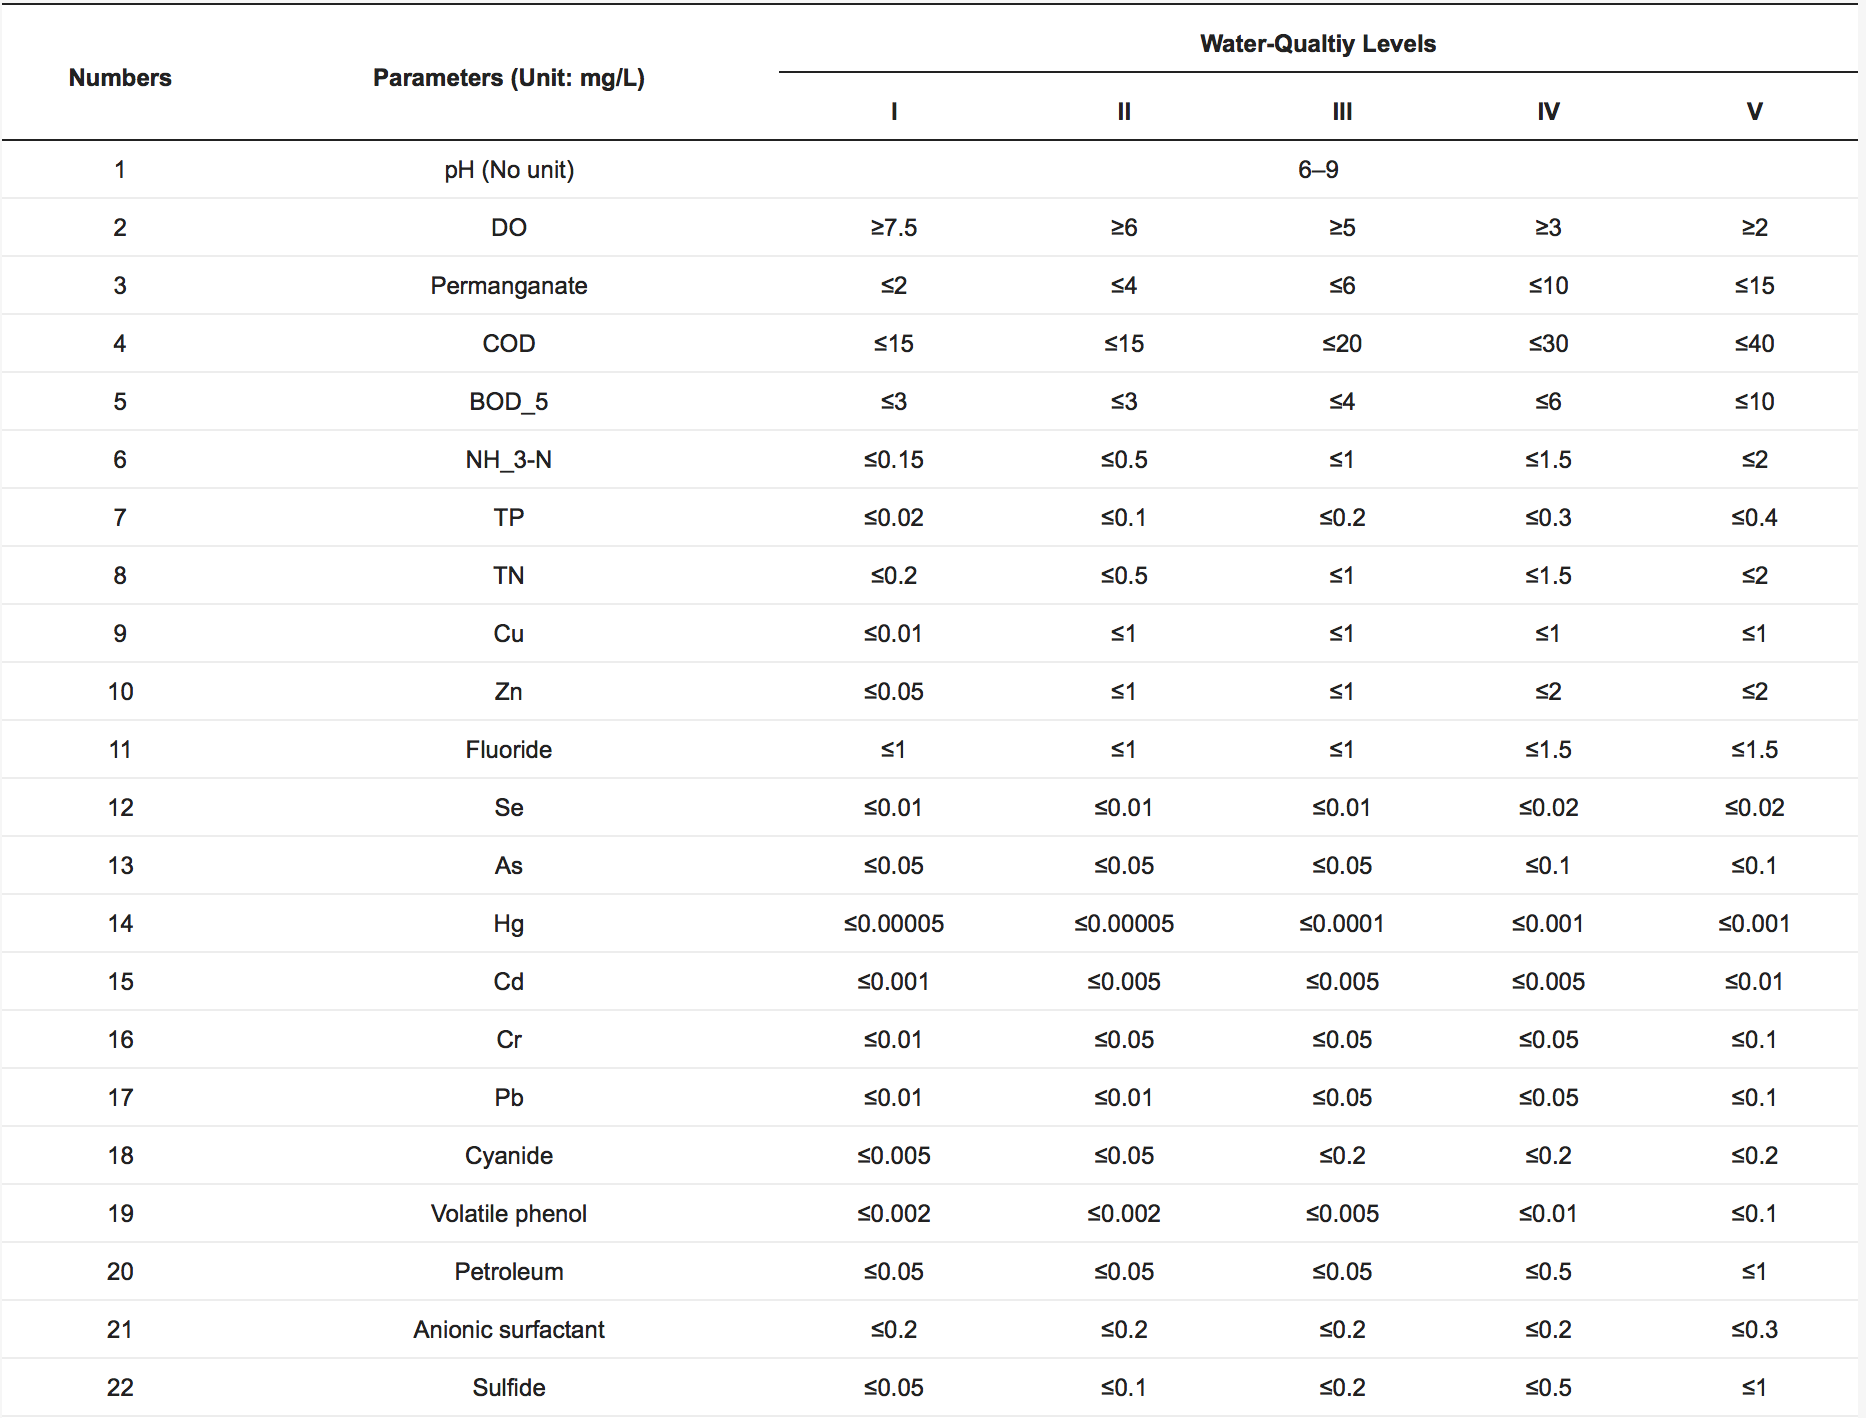 Water-Qualtiy Levels
Numbers Parameters (Unit: mg/L)
I II III IV V
1 pH (No unit) 6–9
2 DO ≥7.5 ≥6 ≥5 ≥3 ≥2
3 Permanganate ≤2 ≤4 ≤6 ≤10 ≤15
4 COD ≤15 ≤15 ≤20 ≤30 ≤40
5 BOD_5 ≤3 ≤3 ≤4 ≤6 ≤10
6 NH_3-N ≤0.15 ≤0.5 ≤1 ≤1.5 ≤2
7 TP ≤0.02 ≤0.1 ≤0.2 ≤0.3 ≤0.4
8 TN ≤0.2 ≤0.5 ≤1 ≤1.5 ≤2
9 Cu ≤0.01 ≤1 ≤1 ≤1 ≤1
10 Zn ≤0.05 ≤1 ≤1 ≤2 ≤2
11 Fluoride ≤1 ≤1 ≤1 ≤1.5 ≤1.5
12 Se ≤0.01 ≤0.01 ≤0.01 ≤0.02 ≤0.02
13 As ≤0.05 ≤0.05 ≤0.05 ≤0.1 ≤0.1
14 Hg ≤0.00005 ≤0.00005 ≤0.0001 ≤0.001 ≤0.001
15 Cd ≤0.001 ≤0.005 ≤0.005 ≤0.005 ≤0.01
16 Cr ≤0.01 ≤0.05 ≤0.05 ≤0.05 ≤0.1
17 Pb ≤0.01 ≤0.01 ≤0.05 ≤0.05 ≤0.1
18 Cyanide ≤0.005 ≤0.05 ≤0.2 ≤0.2 ≤0.2
19 Volatile phenol ≤0.002 ≤0.002 ≤0.005 ≤0.01 ≤0.1
20 Petroleum ≤0.05 ≤0.05 ≤0.05 ≤0.5 ≤1
21 Anionic surfactant ≤0.2 ≤0.2 ≤0.2 ≤0.2 ≤0.3
22 Sulfide ≤0.05 ≤0.1 ≤0.2 ≤0.5 ≤1